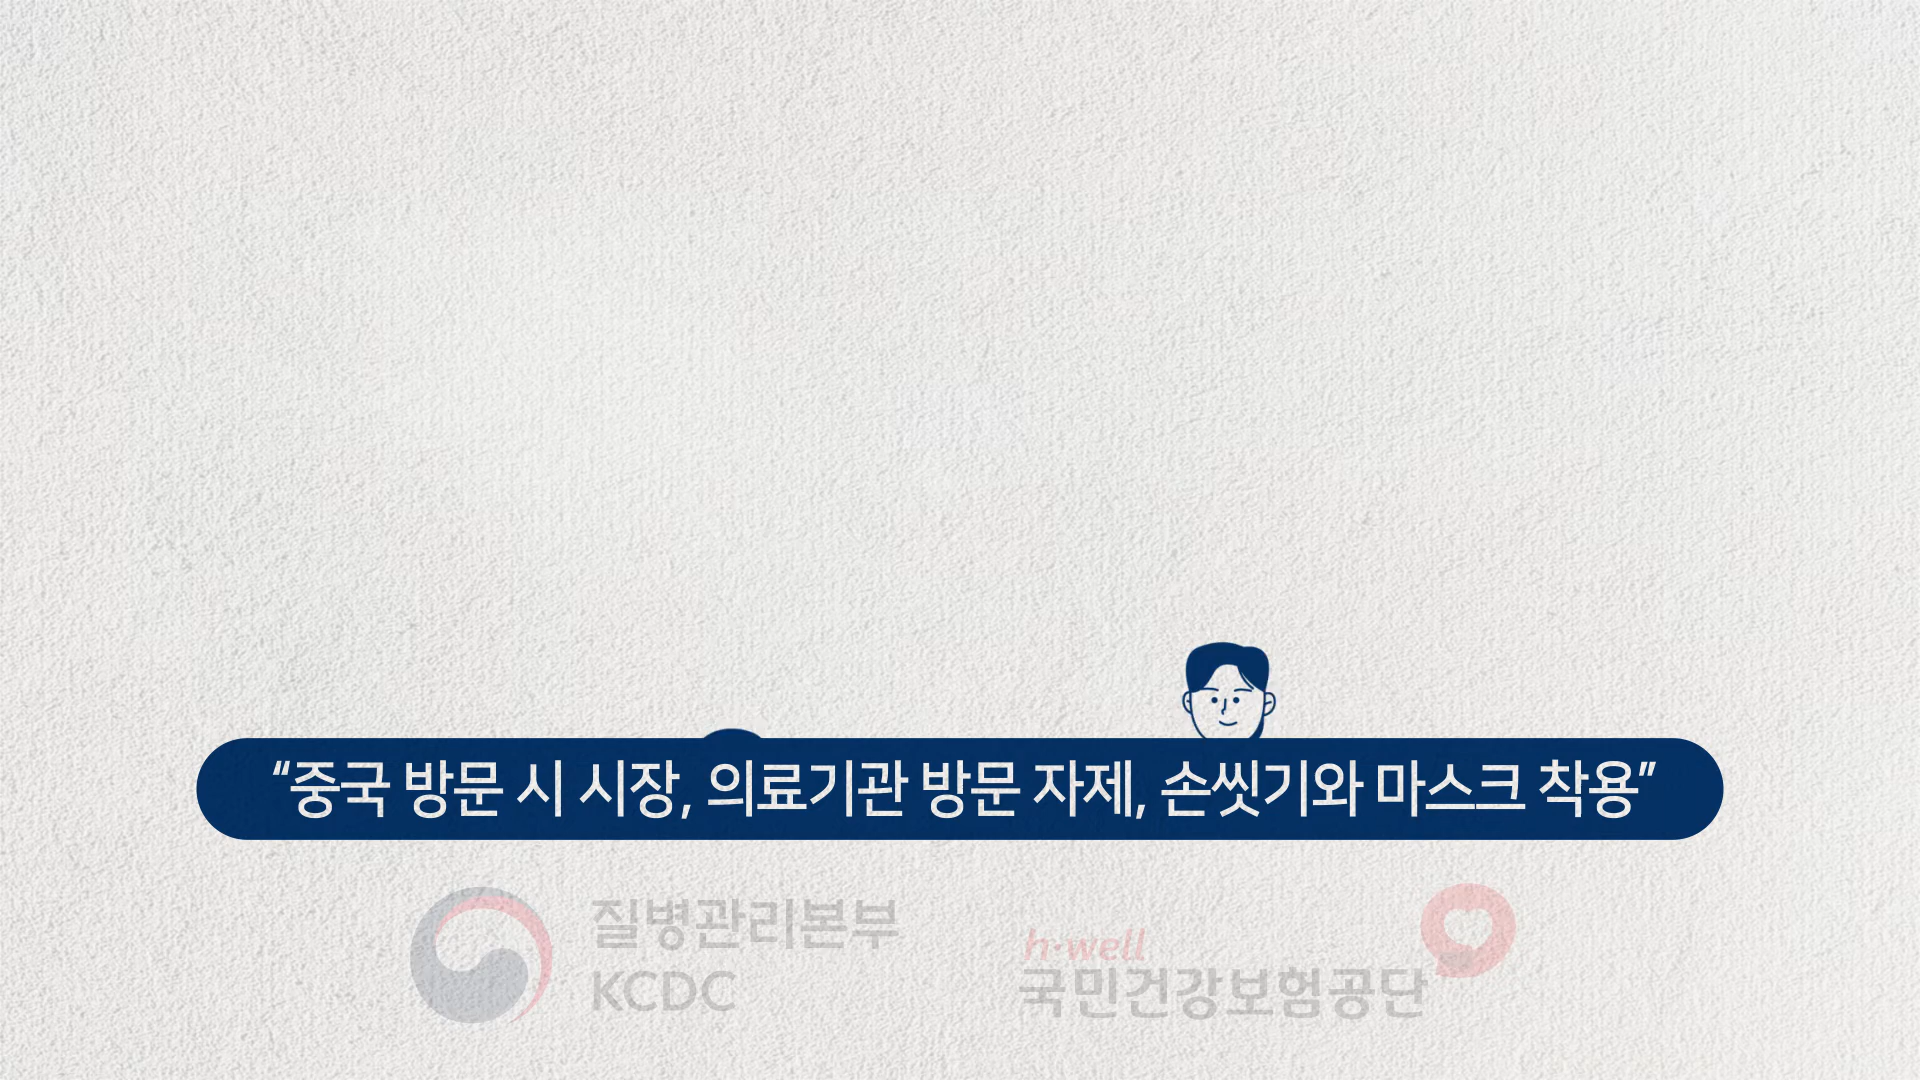 “중국 방문 시 시장, 의료기관 방문 자제, 손씻기와 마스크 착용”
질병관리본부
KCDC
h·well
국민건강보험공단